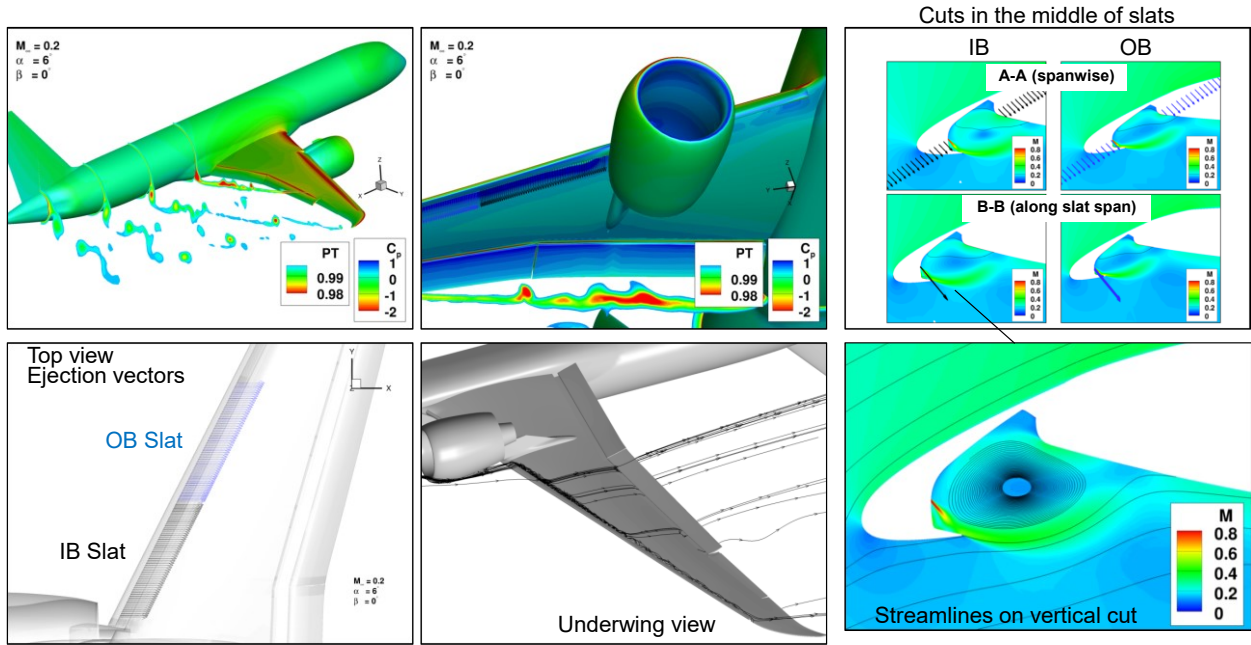 M∞ = 0.2
α = 6°
β = 0°
Z
X
Y
PT
0.99
0.98
Cp
1
0
-1
-2
M∞ = 0.2
α = 6°
β = 0°
Z
Y
PT
0.99
0.98
Cp
1
0
-1
-2
Cuts in the middle of slats
IB
OB
A-A (spanwise)
M
0.8
0.6
0.4
0.2
0
M
0.8
0.6
0.4
0.2
0
B-B (along slat span)
M
0.8
0.6
0.4
0.2
0
M
0.8
0.6
0.4
0.2
0
Top view
Ejection vectors
Y
Z
X
OB Slat
IB Slat
M∞ = 0.2
α = 6°
β = 0°
Underwing view
M
0.8
0.6
0.4
0.2
0
Streamlines on vertical cut